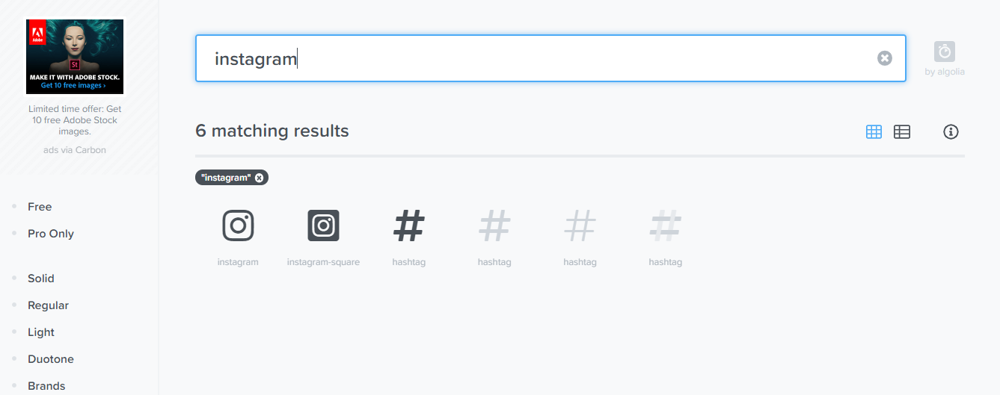 Adobe
St
MAKE IT WITH ADOBE STOCK.
Get 10 free images ›
Limited time offer: Get
10 free Adobe Stock
images.
ads via Carbon
Free
Pro Only
Solid
Regular
Light
Duotone
Brands
instagram
by algolia
6 matching results
"instagram"
instagram
instagram-square
hashtag
hashtag
hashtag
hashtag